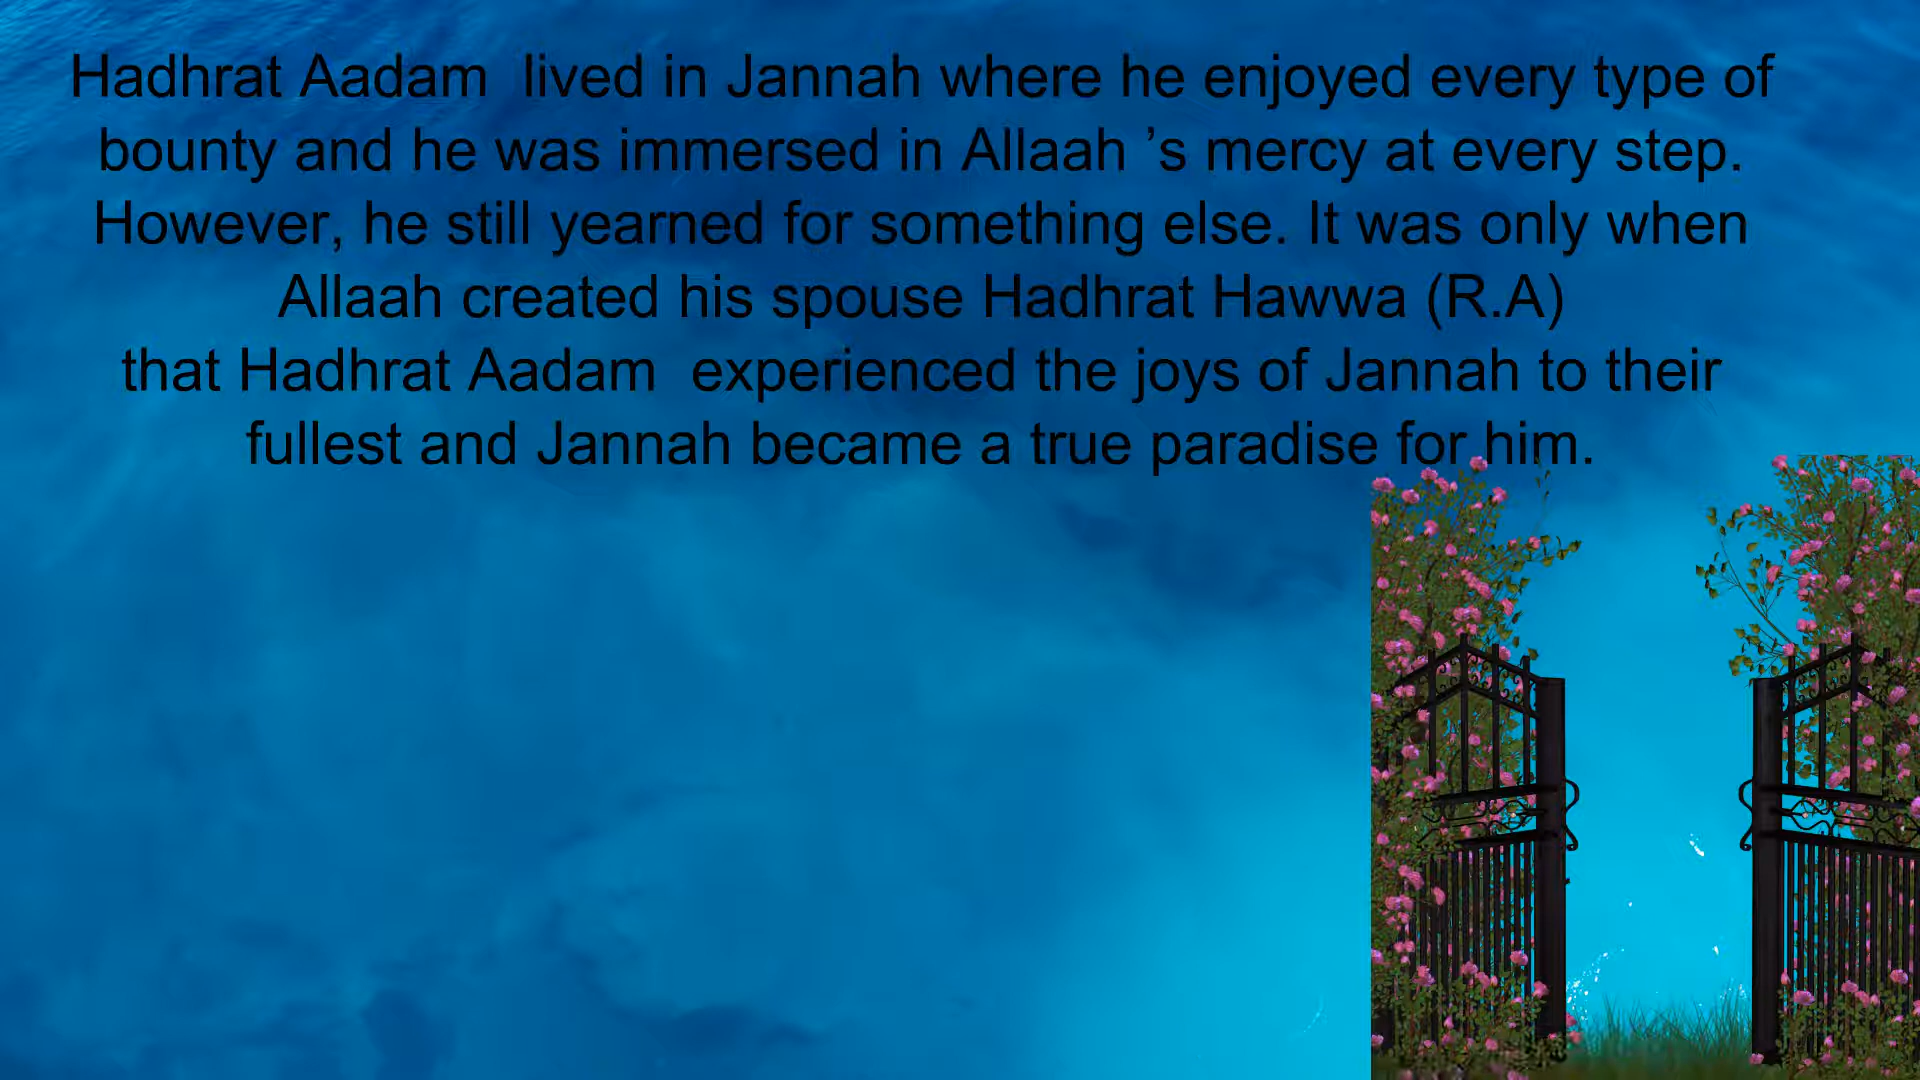 Hadhrat Aadam  lived in Jannah where he enjoyed every type of
bounty and he was immersed in Allaah ’s mercy at every step.
However, he still yearned for something else. It was only when
Allaah created his spouse Hadhrat Hawwa (R.A)
that Hadhrat Aadam  experienced the joys of Jannah to their
fullest and Jannah became a true paradise for him.